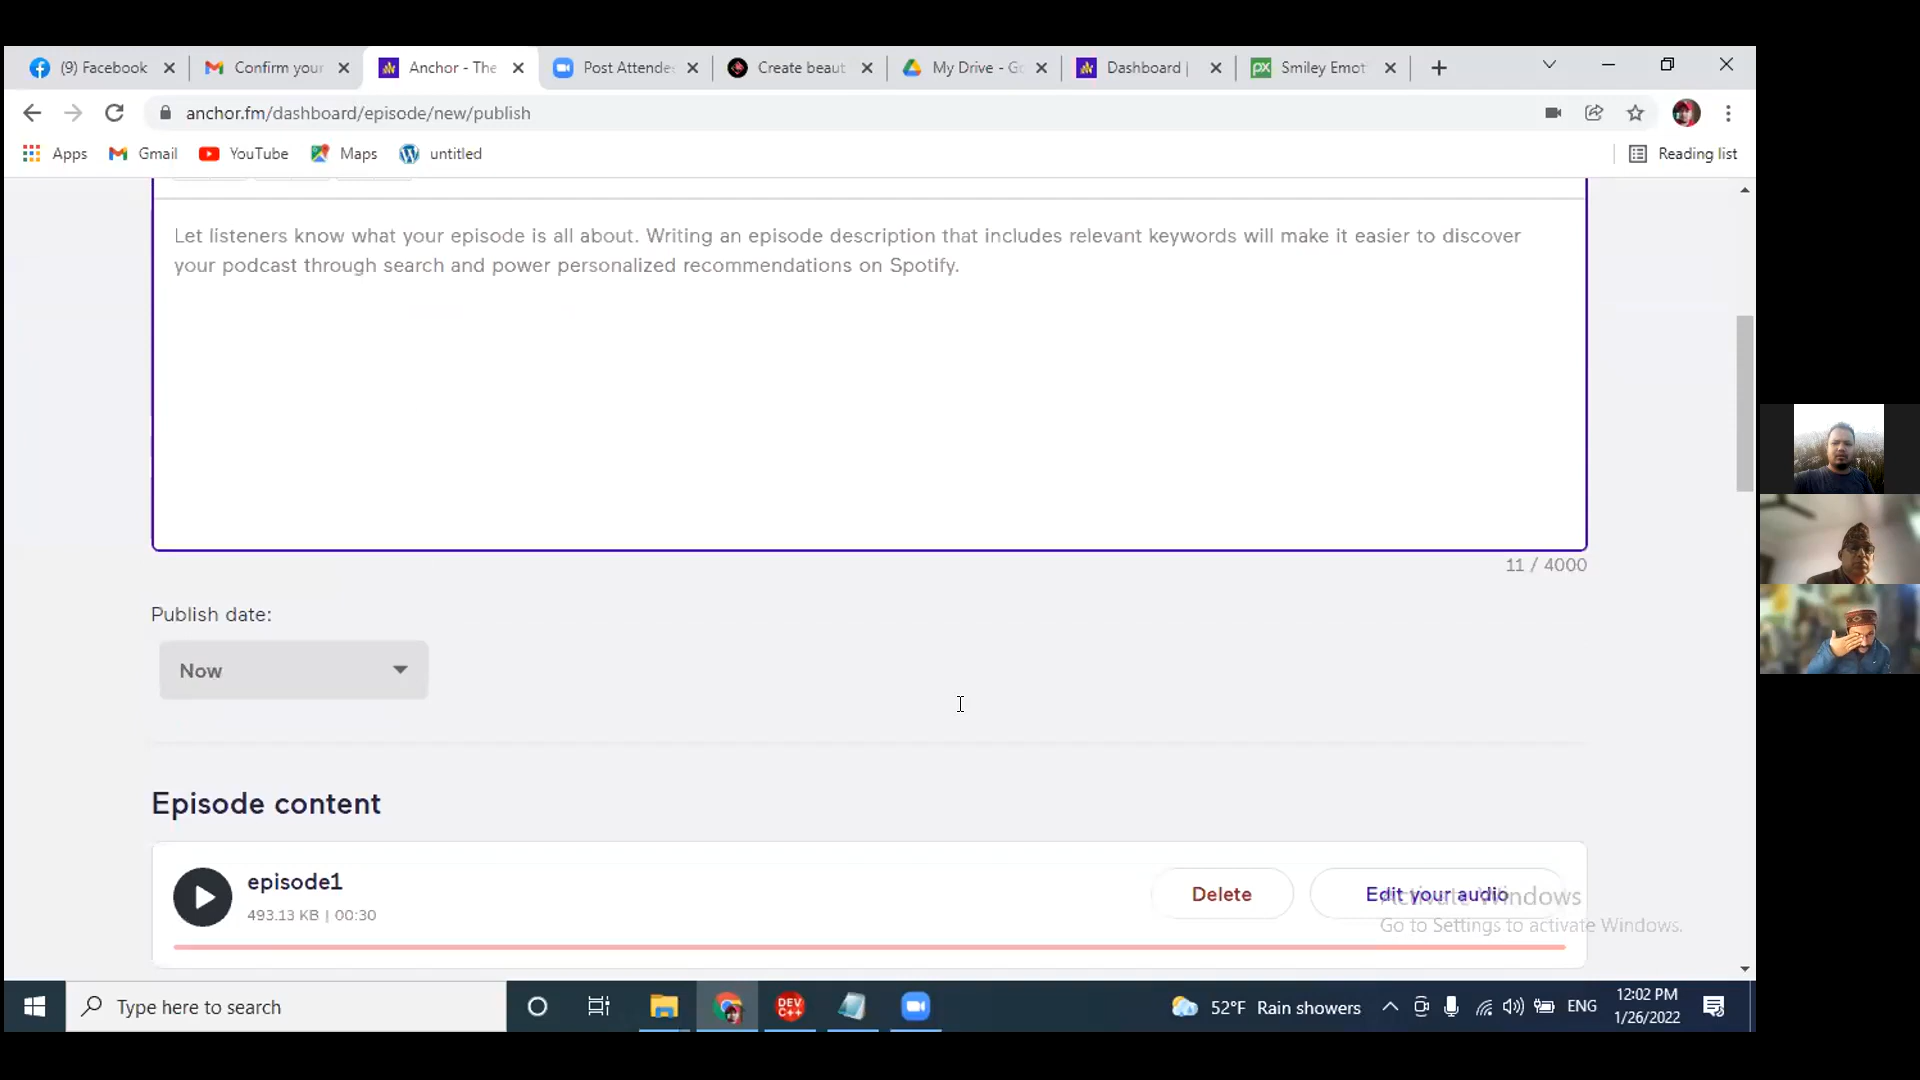 (9) Facebook
Confirm your
Anchor - The
Post Attende
Create beaut
My Drive - Go
Dashboard |
Smiley Emot
anchor.fm/dashboard/episode/new/publish
Apps
Gmail
YouTube
Maps
untitled
Reading list
Let listeners know what your episode is all about. Writing an episode description that includes relevant keywords will make it easier to discover
your podcast through search and power personalized recommendations on Spotify.
11 / 4000
Publish date:
Now
Episode content
episode1
493.13 KB | 00:30
Delete
Edit your audio
Activate Windows
Go to Settings to activate Windows.
Type here to search
DEV C++
52°F Rain showers
ENG
12:02 PM
1/26/2022